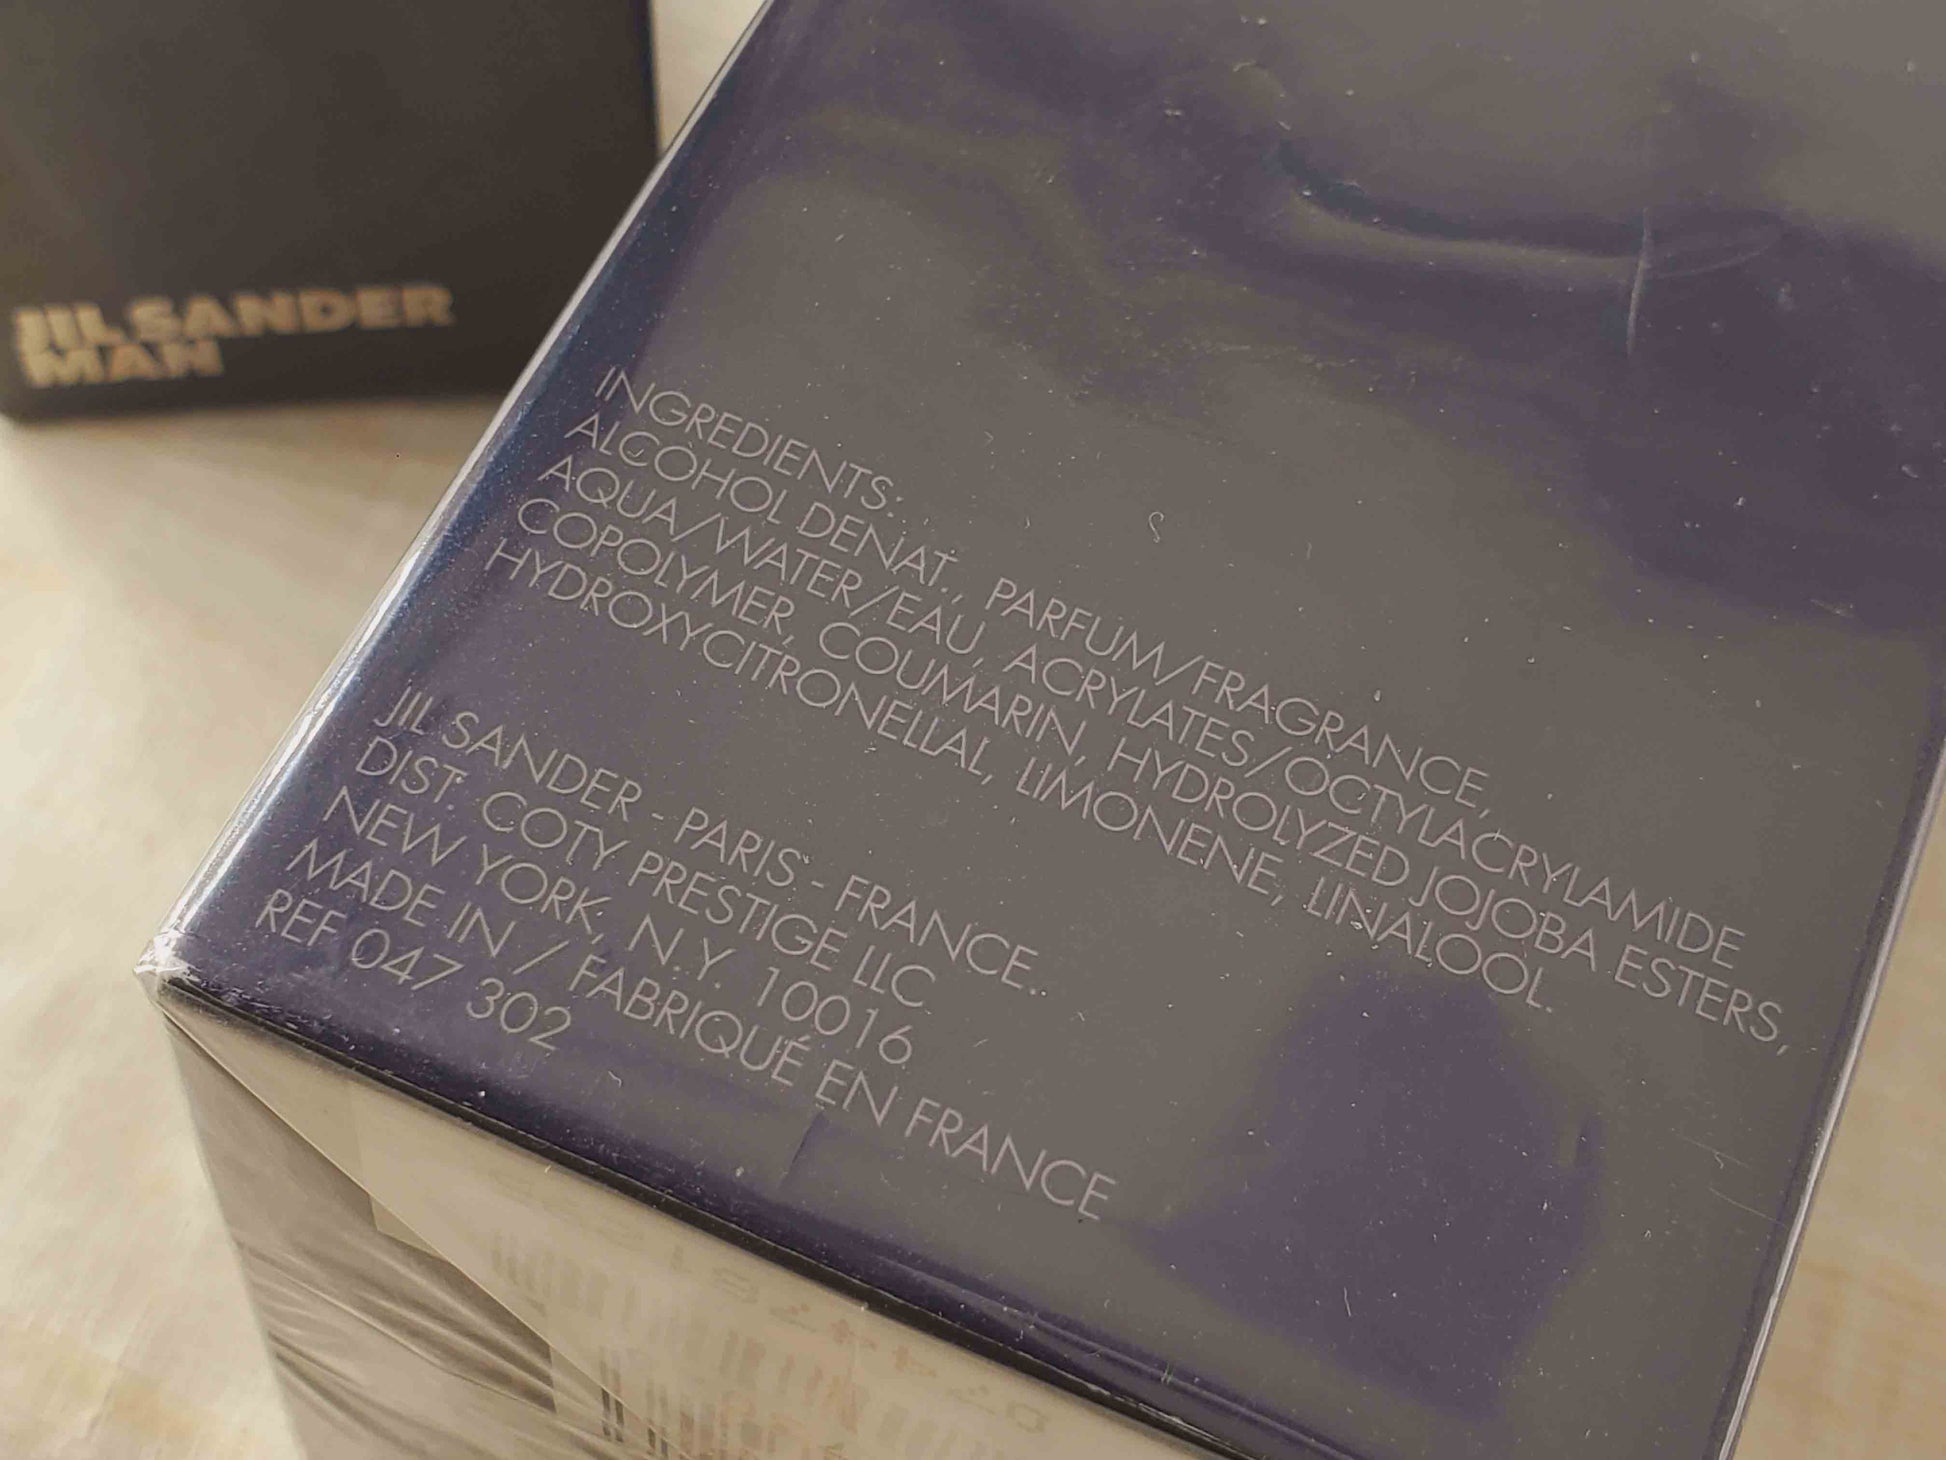 JIL SANDER
MAN
INGREDIENTS:
ALCOHOL DENAT., PARFUM/FRAGRANCE,
AQUA/WATER/EAU, ACRYLATES/OCTYLACRYLAMIDE
COPOLYMER, COUMARIN, HYDROLYZED JOJOBA ESTERS,
HYDROXYCITRONELLAL, LIMONENE, LINALOOL.
JIL SANDER - PARIS - FRANCE.
DIST COTY PRESTIGE LLC
NEW YORK, N.Y. 10016
MADE IN / FABRIQUÉ EN FRANCE
REF 047 302